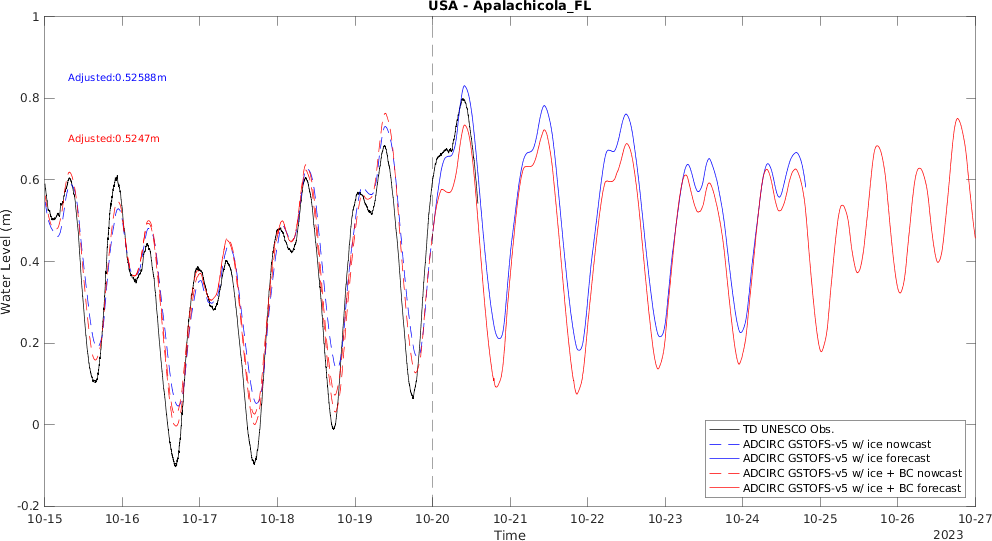 USA - Apalachicola_FL
1
0.8
0.6
0.4
0.2
0
-0.2
Water Level (m)
Adjusted:0.52588m
Adjusted:0.5247m
TD UNESCO Obs.
ADCIRC GSTOFS-v5 w/ ice nowcast
ADCIRC GSTOFS-v5 w/ ice forecast
ADCIRC GSTOFS-v5 w/ ice + BC nowcast
ADCIRC GSTOFS-v5 w/ ice + BC forecast
10-15 10-16 10-17 10-18 10-19 10-20 10-21 10-22 10-23 10-24 10-25 10-26 10-27
Time
2023